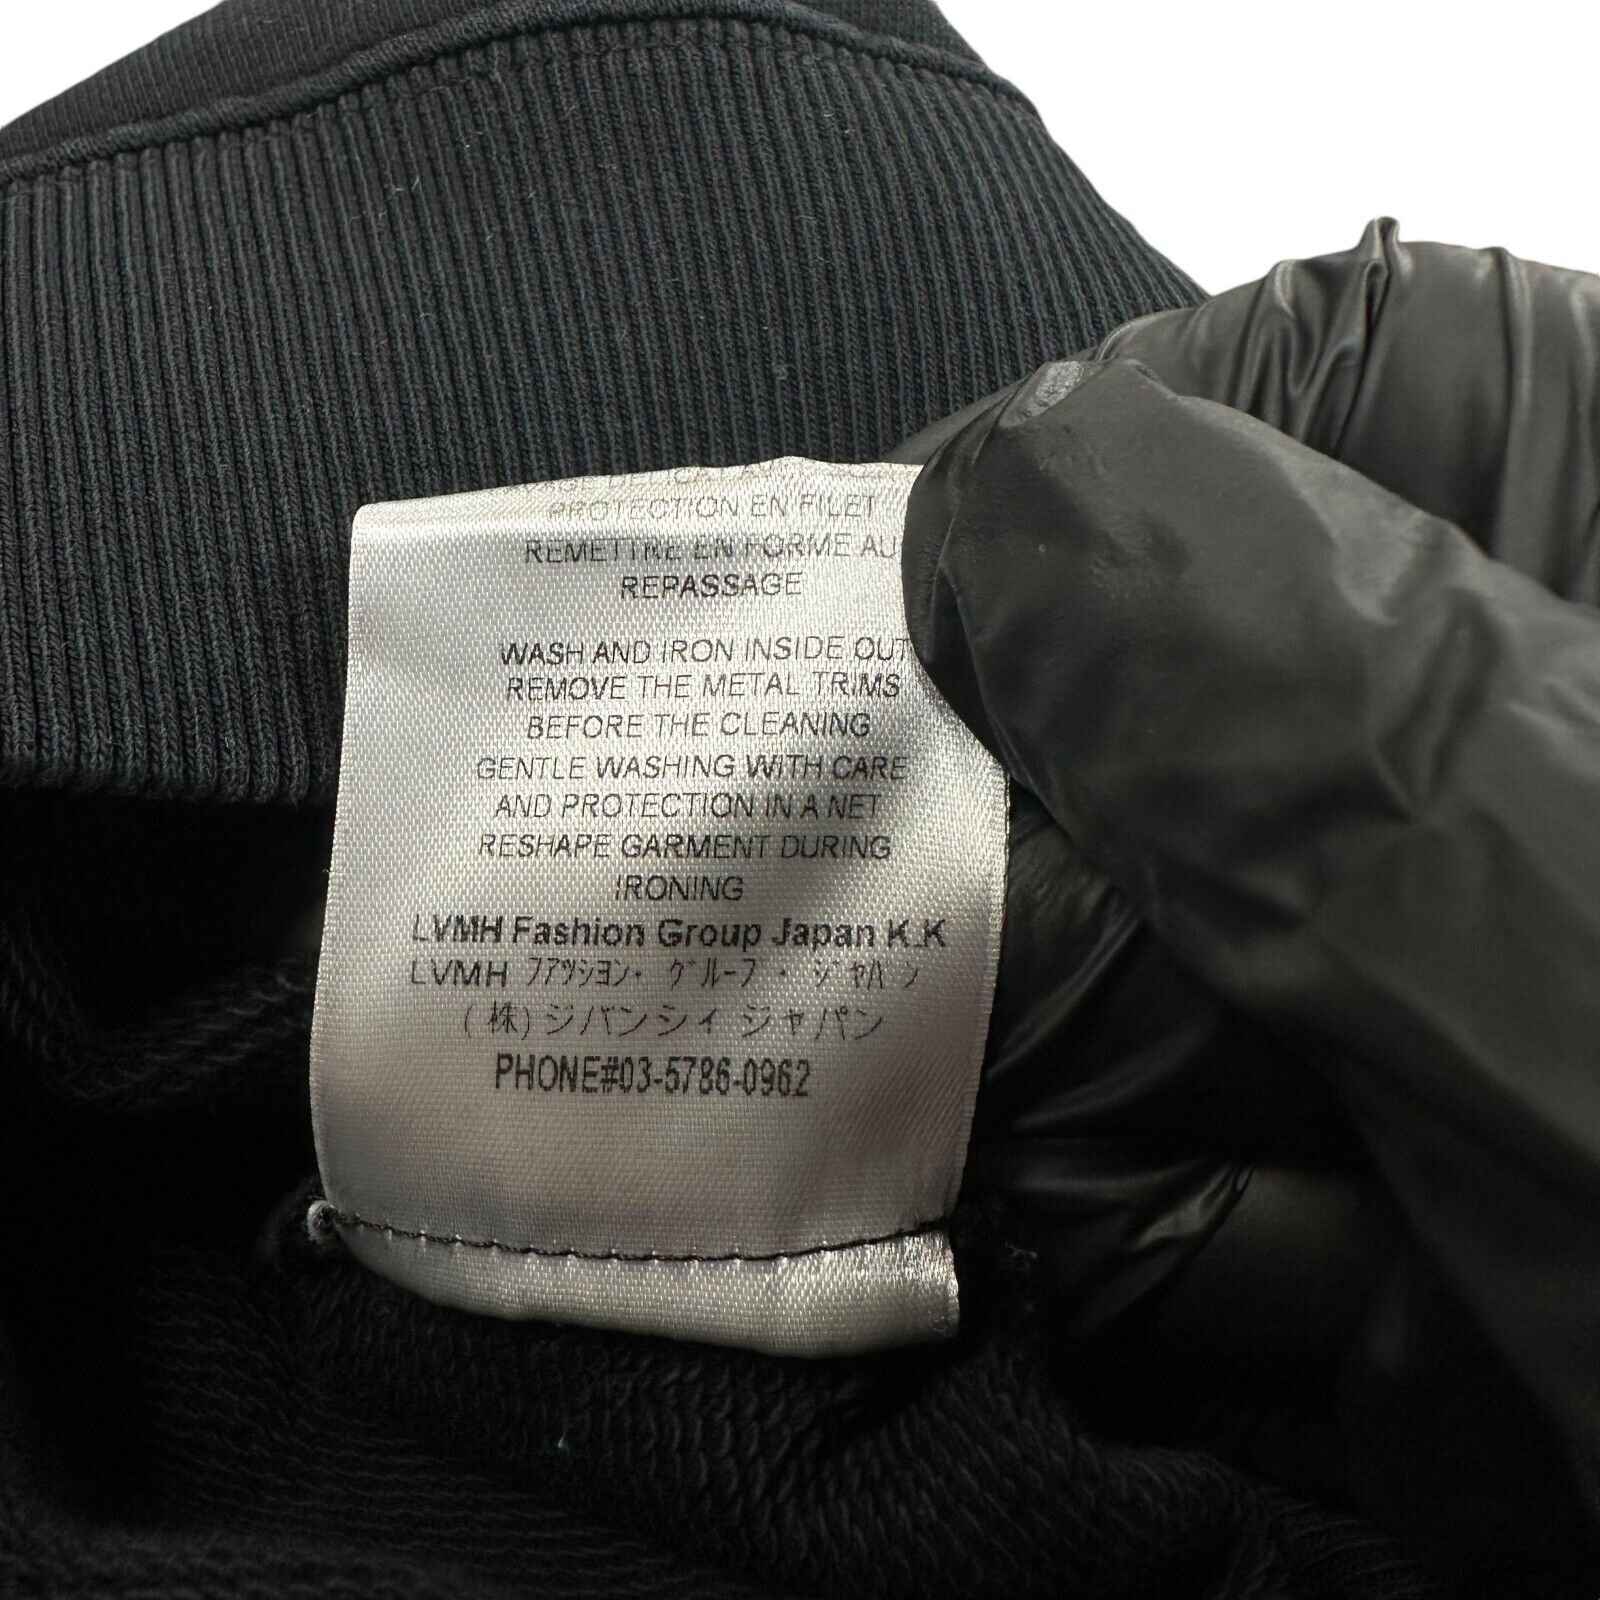 PROTECTION EN FILET
REMETTRE EN FORME AU
REPASSAGE
WASH AND IRON INSIDE OUT
REMOVE THE METAL TRIMS
BEFORE THE CLEANING
GENTLE WASHING WITH CARE
AND PROTECTION IN A NET
RESHAPE GARMENT DURING
IRONING
LVMH Fashion Group Japan K.K
LVMH ファッション・グループ・ジャパン
(株)ジバンシィ ジャパン
PHONE#03-5786-0962